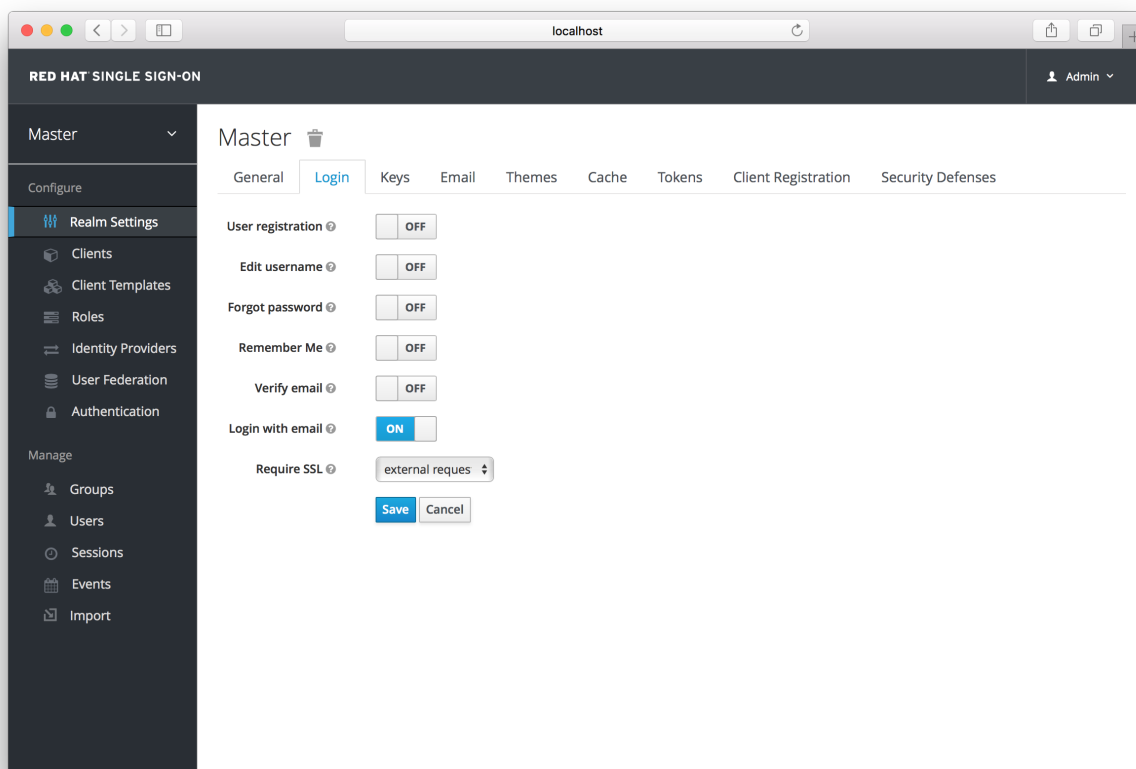 localhost
RED HAT SINGLE SIGN-ON
Admin
Master
Configure
Realm Settings
Clients
Client Templates
Roles
Identity Providers
User Federation
Authentication
Manage
Groups
Users
Sessions
Events
Import
Master
General Login Keys Email Themes Cache Tokens Client Registration Security Defenses
User registration OFF
Edit username OFF
Forgot password OFF
Remember Me OFF
Verify email OFF
Login with email ON
Require SSL external reques
Save Cancel